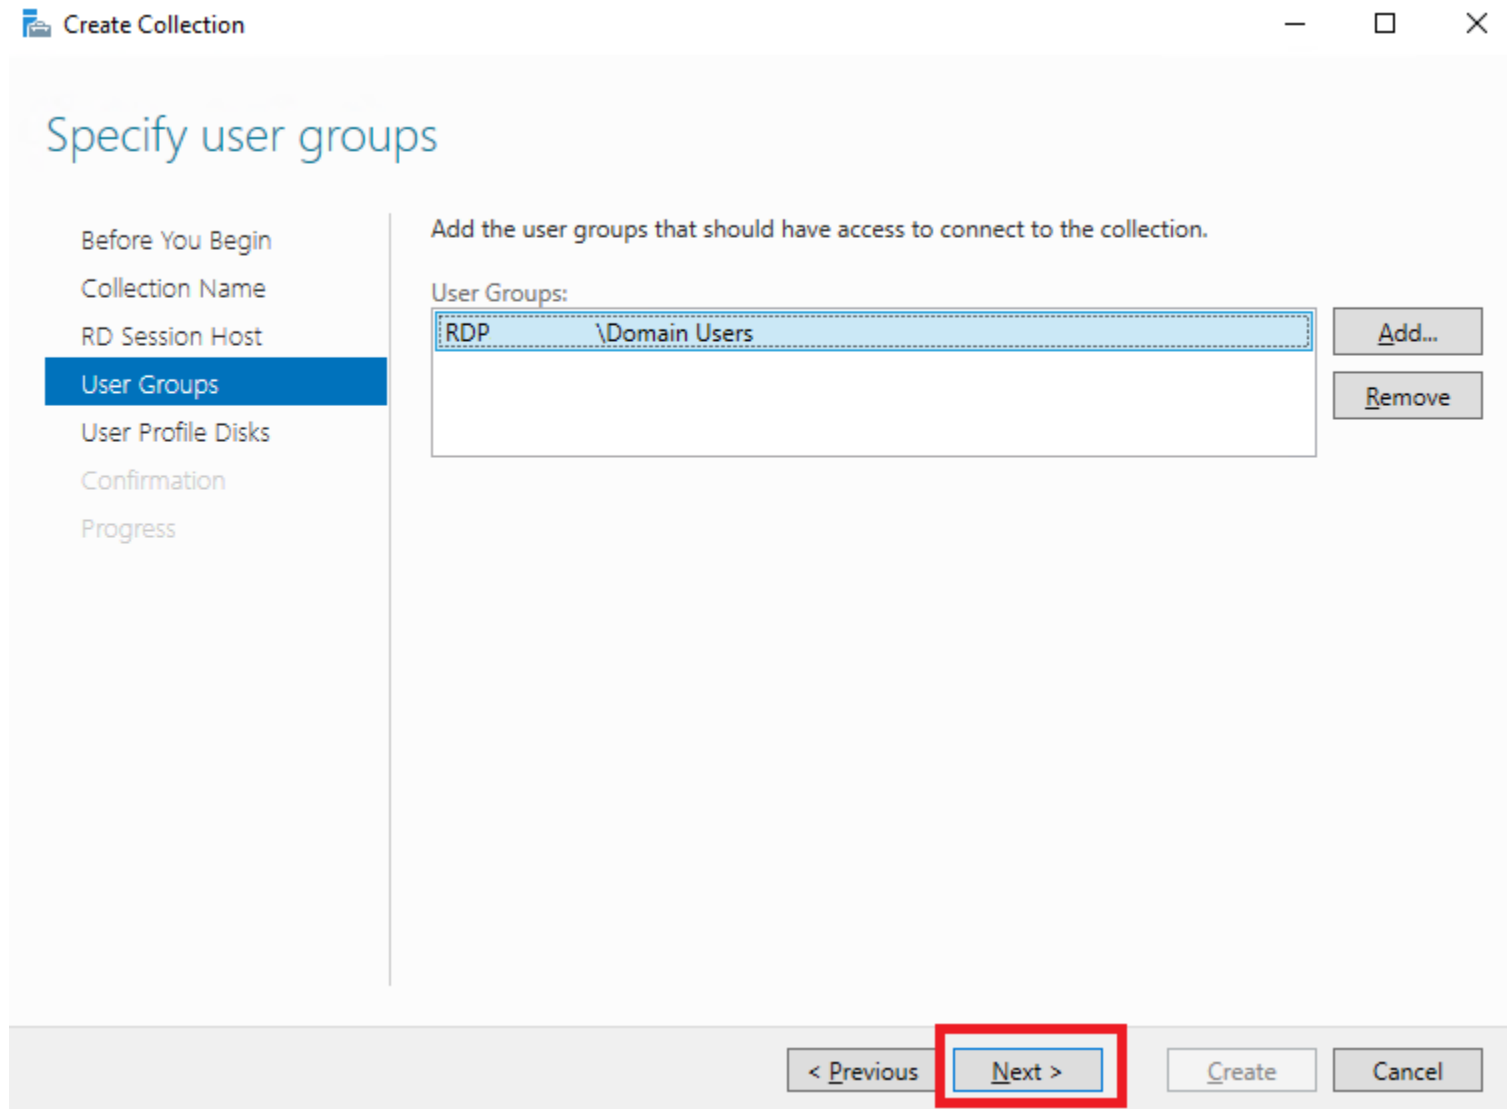 Create Collection
Specify user groups
Before You Begin
Collection Name
RD Session Host
User Groups
User Profile Disks
Confirmation
Progress
Add the user groups that should have access to connect to the collection.
User Groups:
RDP \Domain Users
Add...
Remove
< Previous
Next >
Create
Cancel